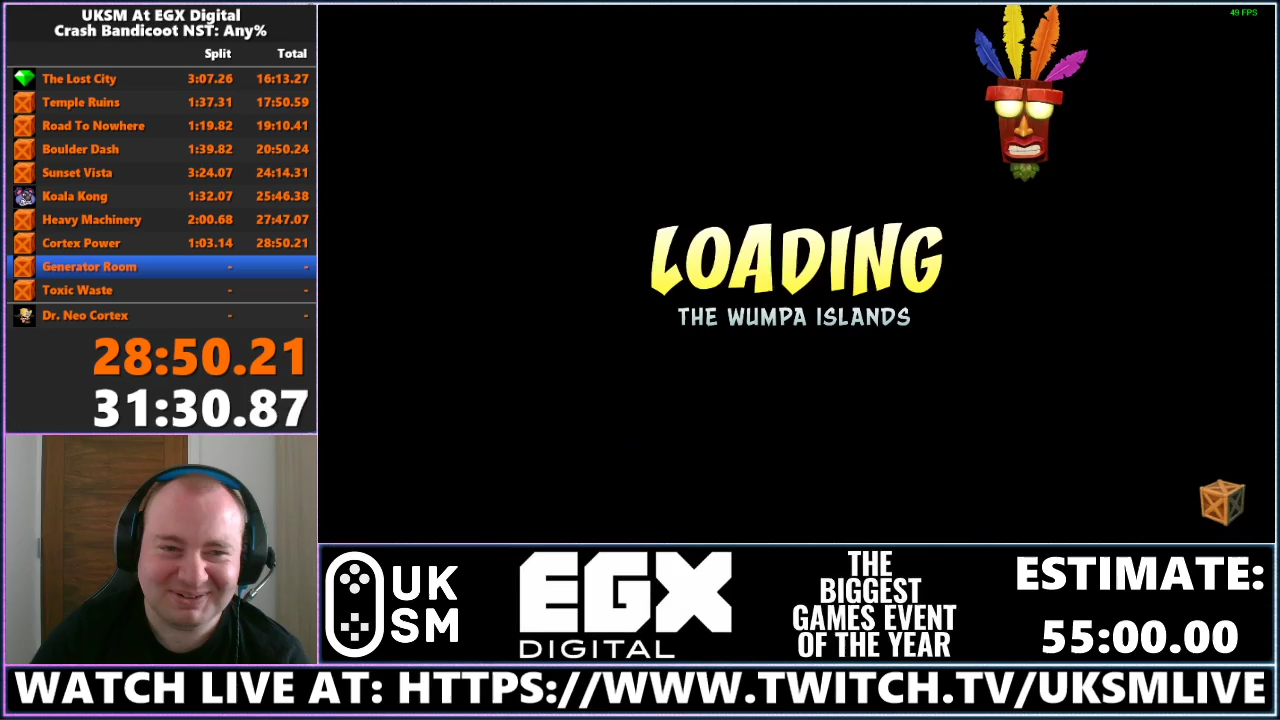 UKSM At EGX Digital
Crash Bandicoot NST: Any%
Split Total
The Lost City 3:07.26 16:13.27
Temple Ruins 1:37.31 17:50.59
Road To Nowhere 1:19.82 19:10.41
Boulder Dash 1:39.82 20:50.24
Sunset Vista 3:24.07 24:14.31
Koala Kong 1:32.07 25:46.38
Heavy Machinery 2:00.68 27:47.07
Cortex Power 1:03.14 28:50.21
Generator Room - -
Toxic Waste - -
Dr. Neo Cortex - -
28:50.21
31:30.87
49 FPS
LOADING
THE WUMPA ISLANDS
UK
SM
EGX
DIGITAL
THE
BIGGEST
GAMES EVENT
OF THE YEAR
ESTIMATE:
55:00.00
WATCH LIVE AT: HTTPS://WWW.TWITCH.TV/UKSMLIVE